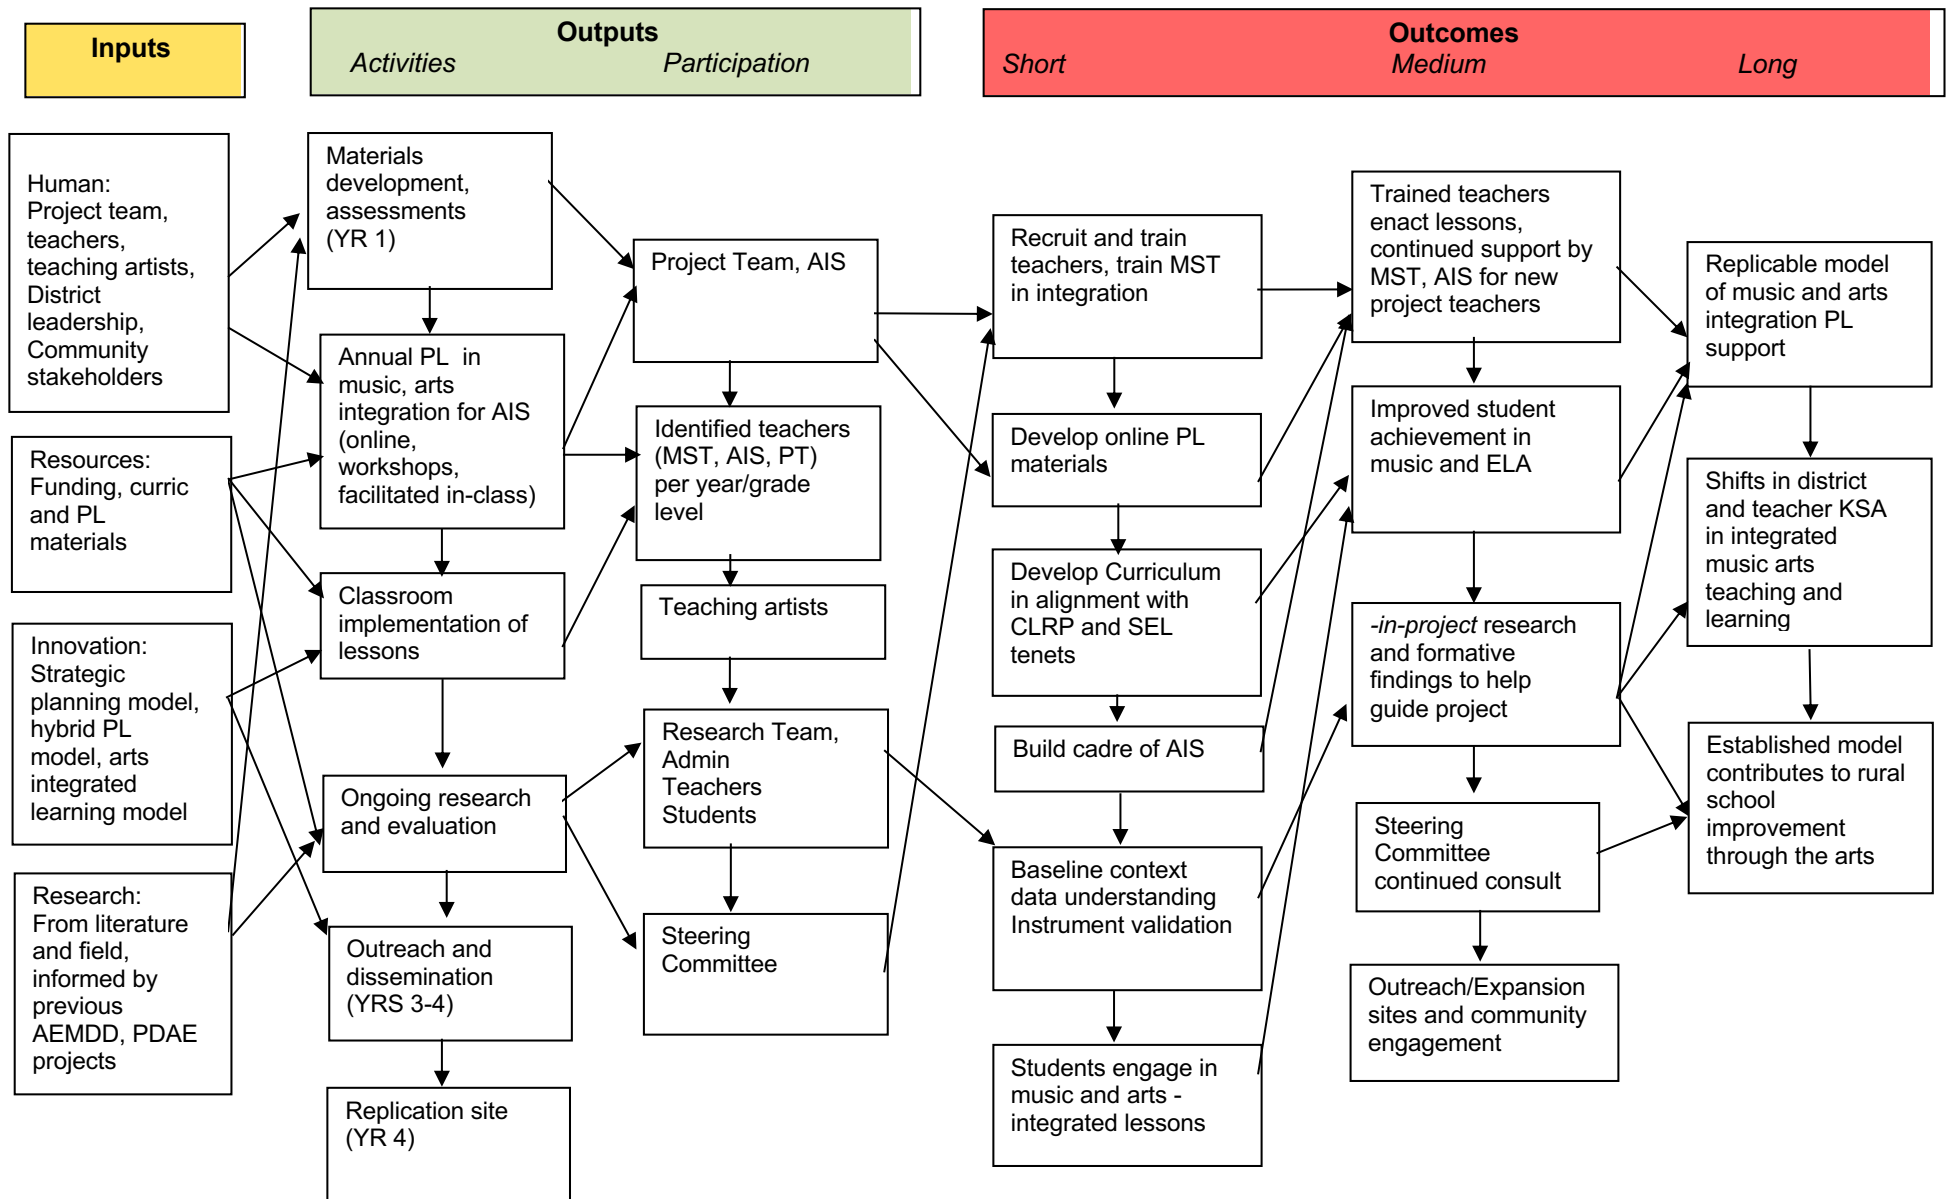 Inputs
Outputs
Activities
Participation
Outcomes
Short
Medium
Long
Human:
Project team,
teachers,
teaching artists,
District
leadership,
Community
stakeholders
Resources:
Funding, curric
and PL
materials
Innovation:
Strategic
planning model,
hybrid PL
model, arts
integrated
learning model
Research:
From literature
and field,
informed by
previous
AEMDD, PDAE
projects
Materials
development,
assessments
(YR 1)
Annual PL in
music, arts
integration for AIS
(online,
workshops,
facilitated in-class)
Classroom
implementation of
lessons
Ongoing research
and evaluation
Outreach and
dissemination
(YRS 3-4)
Replication site
(YR 4)
Project Team, AIS
Identified teachers
(MST, AIS, PT)
per year/grade
level
Teaching artists
Research Team,
Admin
Teachers
Students
Steering
Committee
Recruit and train
teachers, train MST
in integration
Develop online PL
materials
Develop Curriculum
in alignment with
CLRP and SEL
tenets
Build cadre of AIS
Baseline context
data understanding
Instrument validation
Students engage in
music and arts -
integrated lessons
Trained teachers
enact lessons,
continued support by
MST, AIS for new
project teachers
Improved student
achievement in
music and ELA
-in-project research
and formative
findings to help
guide project
Steering
Committee
continued consult
Outreach/Expansion
sites and community
engagement
Replicable model
of music and arts
integration PL
support
Shifts in district
and teacher KSA
in integrated
music arts
teaching and
learning
Established model
contributes to rural
school
improvement
through the arts